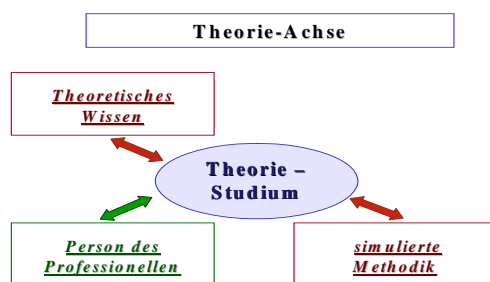 Theorie-Achse
Theoretisches
Wissen
Theorie –
Studium
Person des
Professionellen
simulierte
Methodik